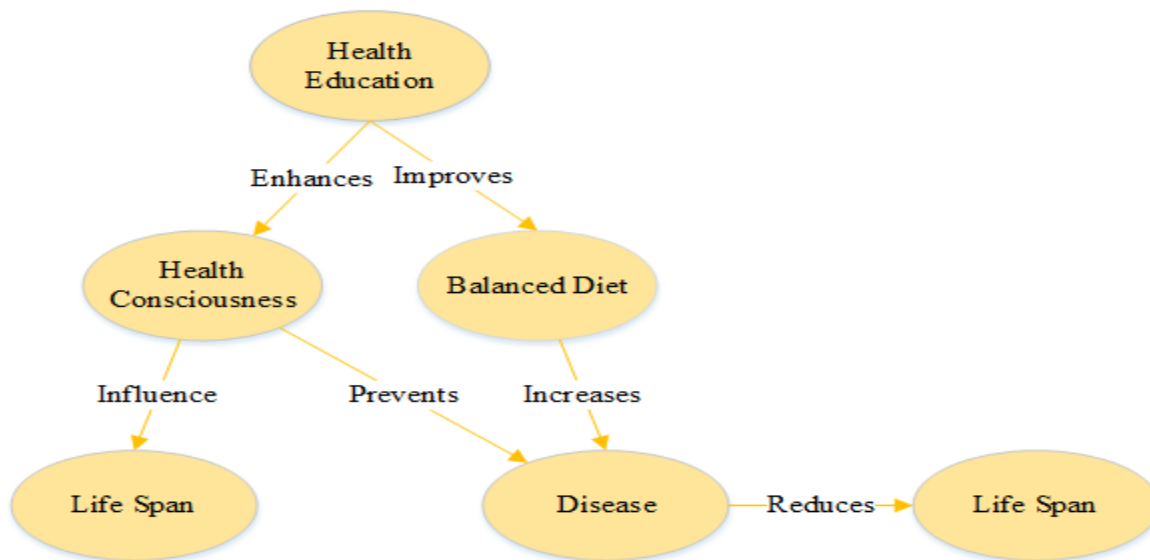 Health
Education
Enhances
Improves
Health
Consciousness
Balanced Diet
Influence
Prevents
Increases
Life Span
Disease
Reduces
Life Span